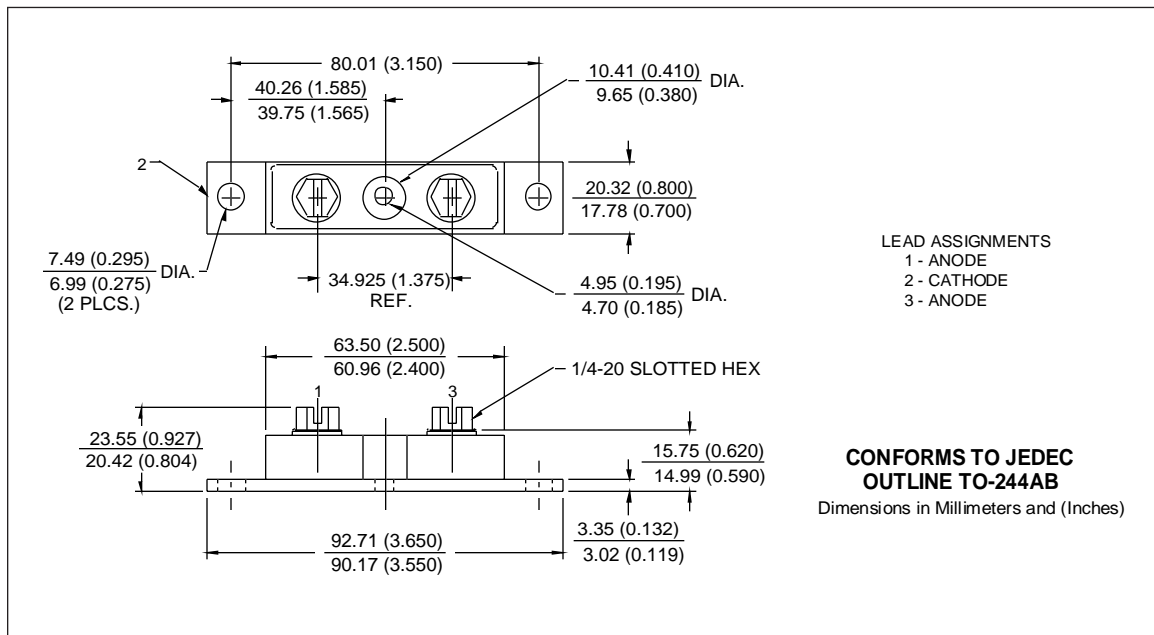 80.01 (3.150)
40.26 (1.585)
39.75 (1.565)
10.41 (0.410)
9.65 (0.380)
DIA.
2
20.32 (0.800)
17.78 (0.700)
7.49 (0.295)
6.99 (0.275)
DIA.
(2 PLCS.)
34.925 (1.375)
REF.
4.95 (0.195)
4.70 (0.185)
DIA.
LEAD ASSIGNMENTS
1 - ANODE
2 - CATHODE
3 - ANODE
63.50 (2.500)
60.96 (2.400)
1/4-20 SLOTTED HEX
1
3
23.55 (0.927)
20.42 (0.804)
15.75 (0.620)
14.99 (0.590)
3.35 (0.132)
3.02 (0.119)
92.71 (3.650)
90.17 (3.550)
CONFORMS TO JEDEC
OUTLINE TO-244AB
Dimensions in Millimeters and (Inches)